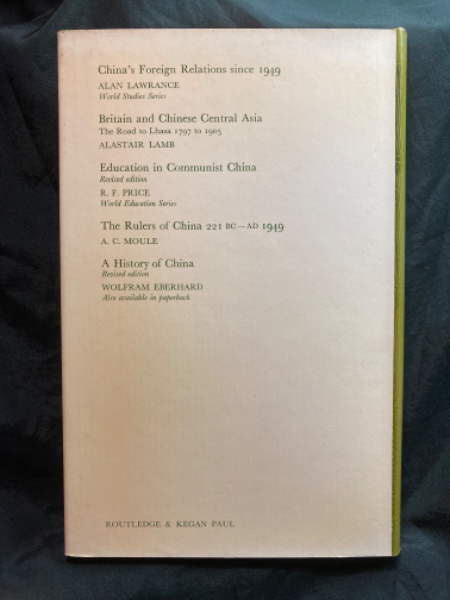 China's Foreign Relations since 1949
ALAN LAWRANCE
World Studies Series
Britain and Chinese Central Asia
The Road to Lhasa 1797 to 1905
ALASTAIR LAMB
Education in Communist China
Revised edition
R. F. PRICE
World Education Series
The Rulers of China 221 BC—AD 1949
A. C. MOULE
A History of China
Revised edition
WOLFRAM EBERHARD
Also available in paperback
ROUTLEDGE & KEGAN PAUL